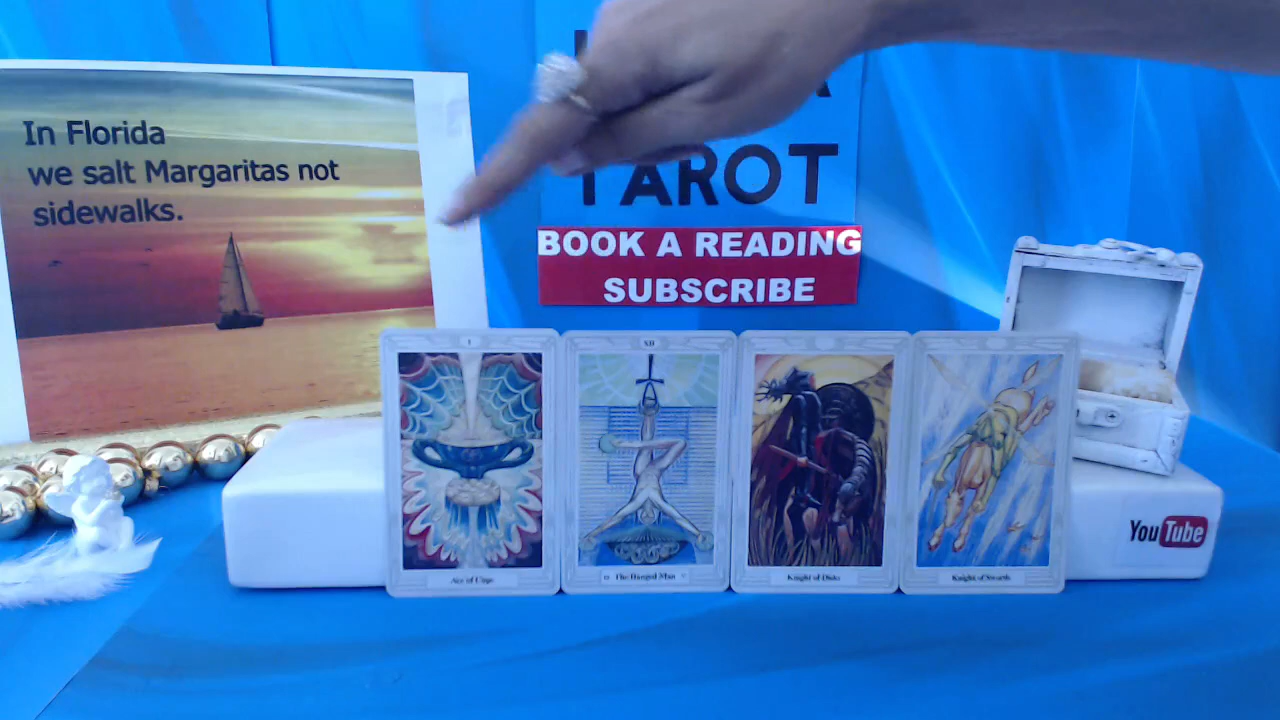 In Florida
we salt Margaritas not
sidewalks.
TAROT
BOOK A READING
SUBSCRIBE
I
Ace of Cups
XII
The Hanged Man
Knight of Disks
Knight of Swords
YouTube